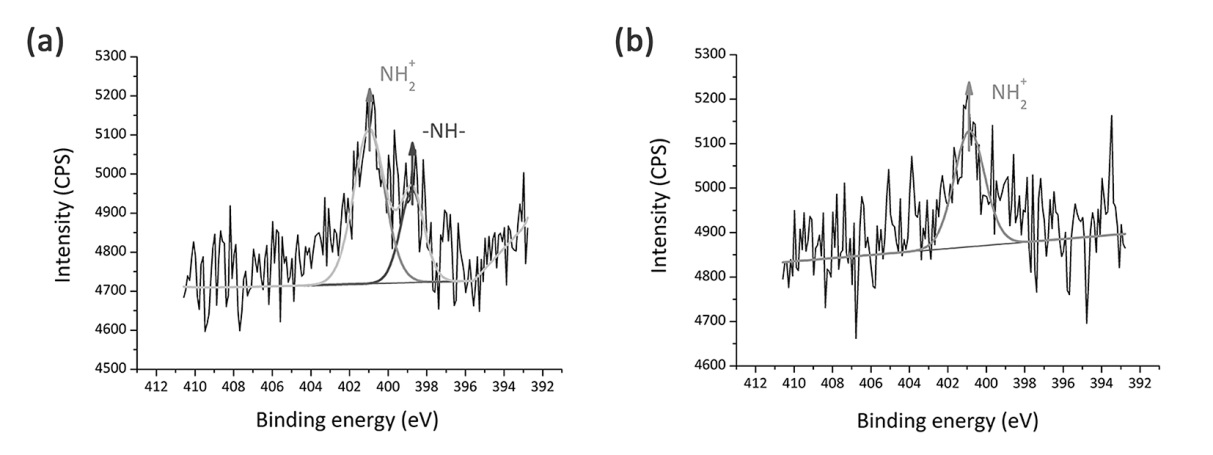 (a)
5300
5200
5100
5000
4900
4800
4700
4600
4500
Intensity (CPS)
NH2+
-NH-
412 410 408 406 404 402 400 398 396 394 392
Binding energy (eV)
(b)
5300
5200
5100
5000
4900
4800
4700
4600
Intensity (CPS)
NH2+
412 410 408 406 404 402 400 398 396 394 392
Binding energy (eV)